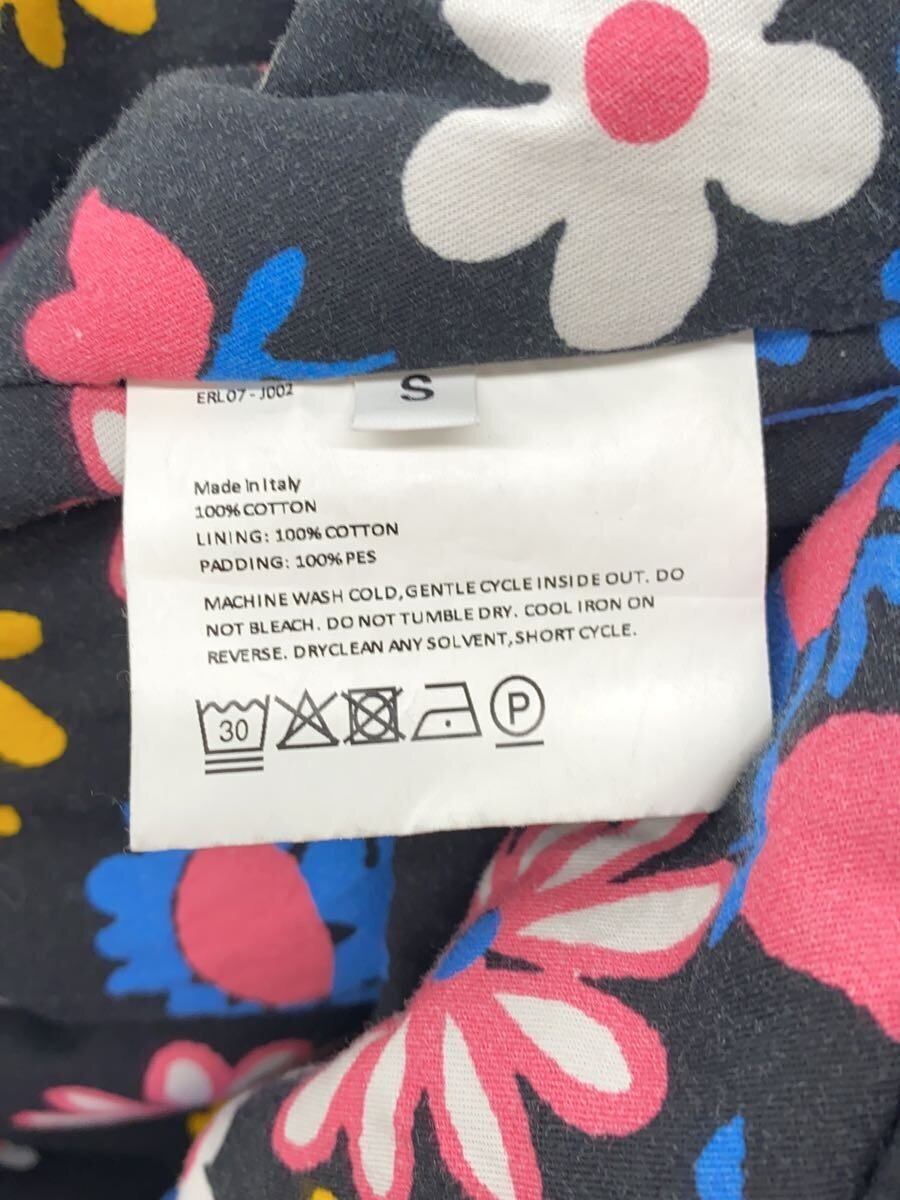 ERL07-J002
S
Made in Italy
100% COTTON
LINING: 100% COTTON
PADDING: 100% PES
MACHINE WASH COLD,GENTLE CYCLE INSIDE OUT. DO
NOT BLEACH. DO NOT TUMBLE DRY. COOL IRON ON
REVERSE. DRYCLEAN ANY SOLVENT,SHORT CYCLE.
30 P